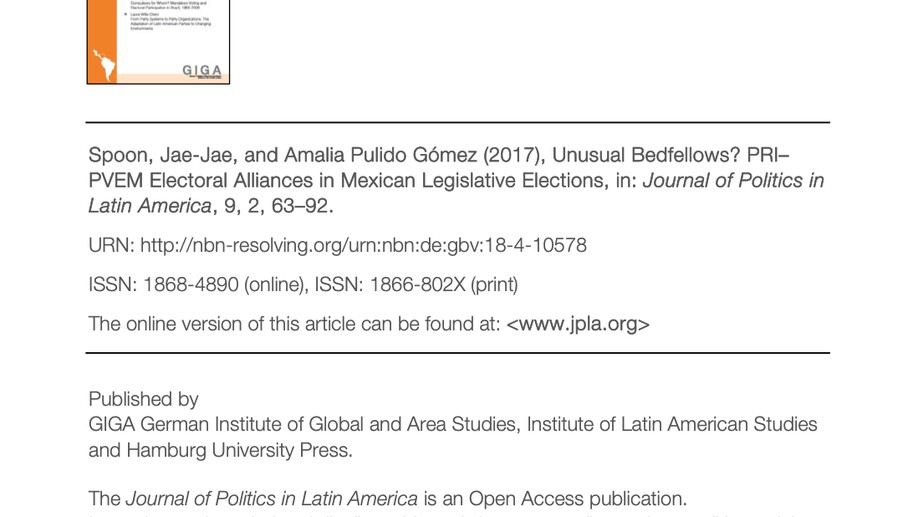 Compulsory for Whom? Mandatory Voting and
Electoral Participation in Brazil, 1986-2006
Laura Wills-Otero
From Party Systems to Party Organizations: The
Adaptation of Latin American Parties to Changing
Environments
GIGA
Spoon, Jae-Jae, and Amalia Pulido Gómez (2017), Unusual Bedfellows? PRI–
PVEM Electoral Alliances in Mexican Legislative Elections, in: Journal of Politics in
Latin America, 9, 2, 63–92.
URN: http://nbn-resolving.org/urn:nbn:de:gbv:18-4-10578
ISSN: 1868-4890 (online), ISSN: 1866-802X (print)
The online version of this article can be found at: <www.jpla.org>
Published by
GIGA German Institute of Global and Area Studies, Institute of Latin American Studies
and Hamburg University Press.
The Journal of Politics in Latin America is an Open Access publication.